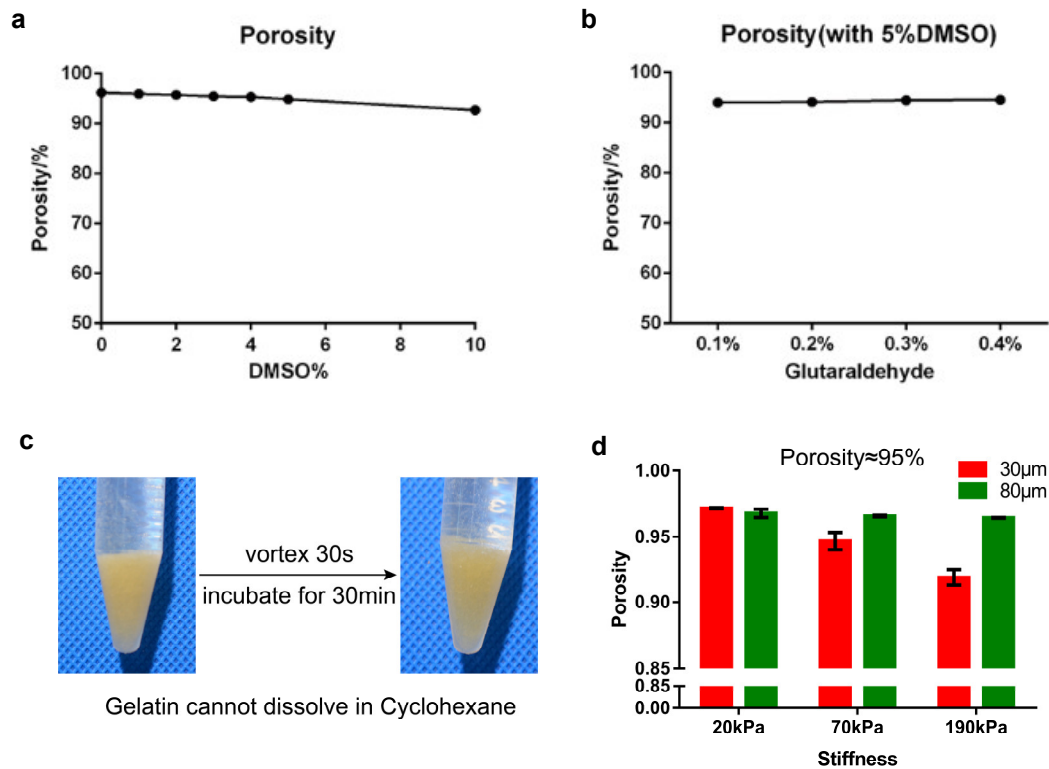 a
Porosity
Porosity/%
100
90
80
70
60
50
0
2
4
6
8
10
DMSO%
b
Porosity(with 5%DMSO)
Porosity/%
100
90
80
70
60
50
0.1%
0.2%
0.3%
0.4%
Glutaraldehyde
c
vortex 30s
incubate for 30min
Gelatin cannot dissolve in Cyclohexane
d
Porosity≈95%
30μm
80μm
Porosity
1.00
0.95
0.90
0.85
0.85
0.00
20kPa
70kPa
190kPa
Stiffness